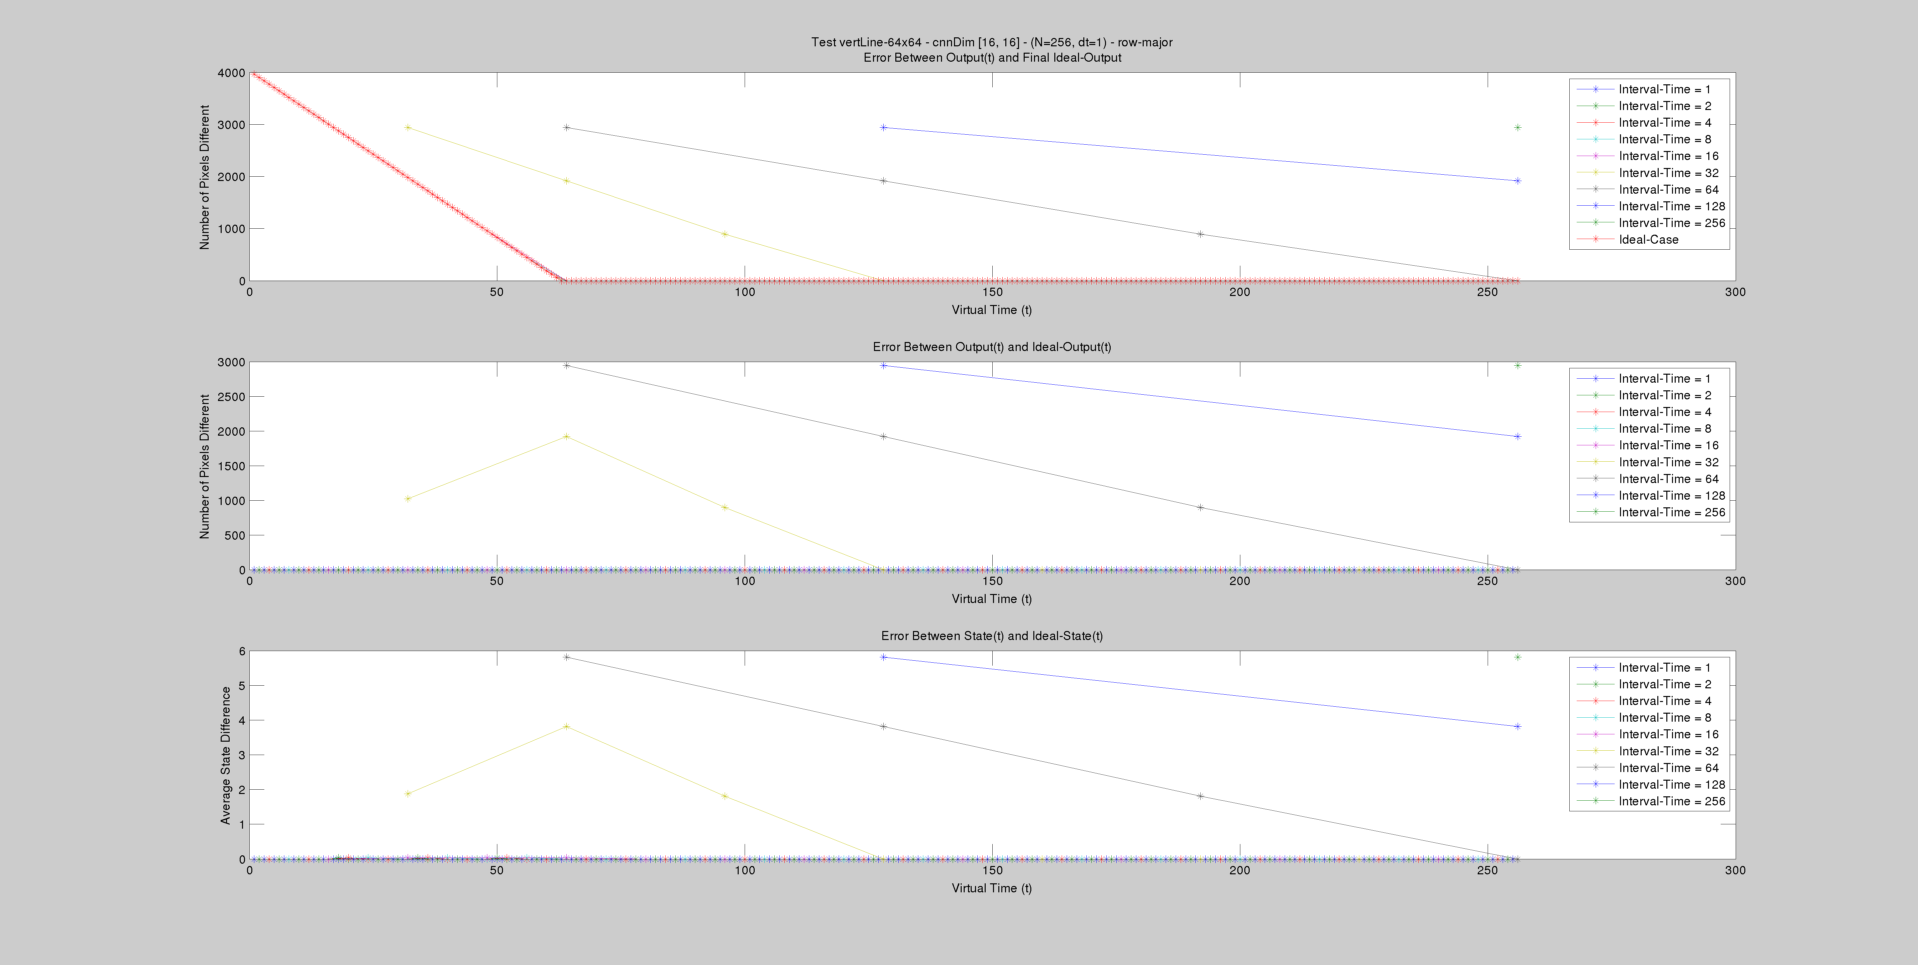 Test vertLine-64x64 - cnnDim [16, 16] - (N=256, dt=1) - row-major
Error Between Output(t) and Final Ideal-Output
Number of Pixels Different
4000
3000
2000
1000
0
0 50 100 150 200 250 300
Virtual Time (t)
Interval-Time = 1
Interval-Time = 2
Interval-Time = 4
Interval-Time = 8
Interval-Time = 16
Interval-Time = 32
Interval-Time = 64
Interval-Time = 128
Interval-Time = 256
Ideal-Case
Error Between Output(t) and Ideal-Output(t)
Number of Pixels Different
3000
2500
2000
1500
1000
500
0
0 50 100 150 200 250 300
Virtual Time (t)
Interval-Time = 1
Interval-Time = 2
Interval-Time = 4
Interval-Time = 8
Interval-Time = 16
Interval-Time = 32
Interval-Time = 64
Interval-Time = 128
Interval-Time = 256
Error Between State(t) and Ideal-State(t)
Average State Difference
6
5
4
3
2
1
0
0 50 100 150 200 250 300
Virtual Time (t)
Interval-Time = 1
Interval-Time = 2
Interval-Time = 4
Interval-Time = 8
Interval-Time = 16
Interval-Time = 32
Interval-Time = 64
Interval-Time = 128
Interval-Time = 256